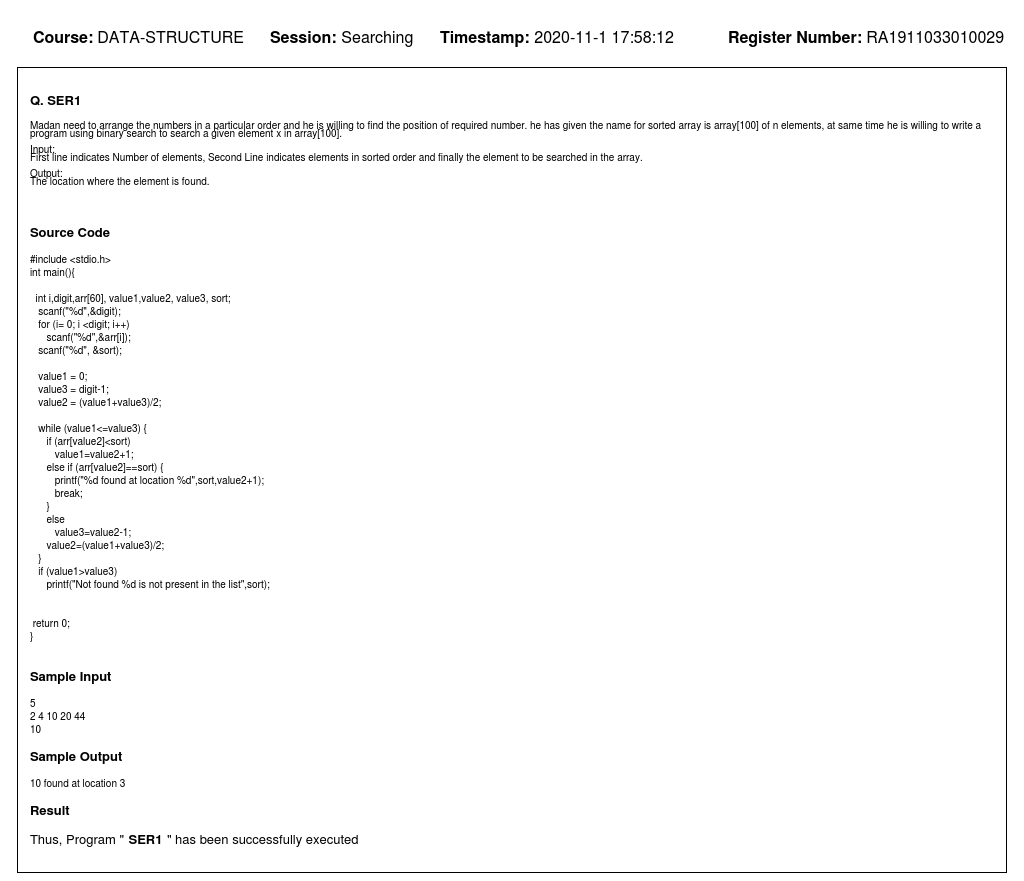 Course: DATA-STRUCTURE Session: Searching Timestamp: 2020-11-1 17:58:12 Register Number: RA1911033010029
Q. SER1
Madan need to arrange the numbers in a particular order and he is willing to find the position of required number. he has given the name for sorted array is array[100] of n elements, at same time he is willing to write a
program using binary search to search a given element x in array[100].
Input:
First line indicates Number of elements, Second Line indicates elements in sorted order and finally the element to be searched in the array.
Output:
The location where the element is found.
Source Code
#include <stdio.h>
int main(){
int i,digit,arr[60], value1,value2, value3, sort;
scanf("%d",&digit);
for (i= 0; i <digit; i++)
scanf("%d",&arr[i]);
scanf("%d", &sort);
value1 = 0;
value3 = digit-1;
value2 = (value1+value3)/2;
while (value1<=value3) {
if (arr[value2]<sort)
value1=value2+1;
else if (arr[value2]==sort) {
printf("%d found at location %d",sort,value2+1);
break;
}
else
value3=value2-1;
value2=(value1+value3)/2;
}
if (value1>value3)
printf("Not found %d is not present in the list",sort);
return 0;
}
Sample Input
5
2 4 10 20 44
10
Sample Output
10 found at location 3
Result
Thus, Program " SER1 " has been successfully executed